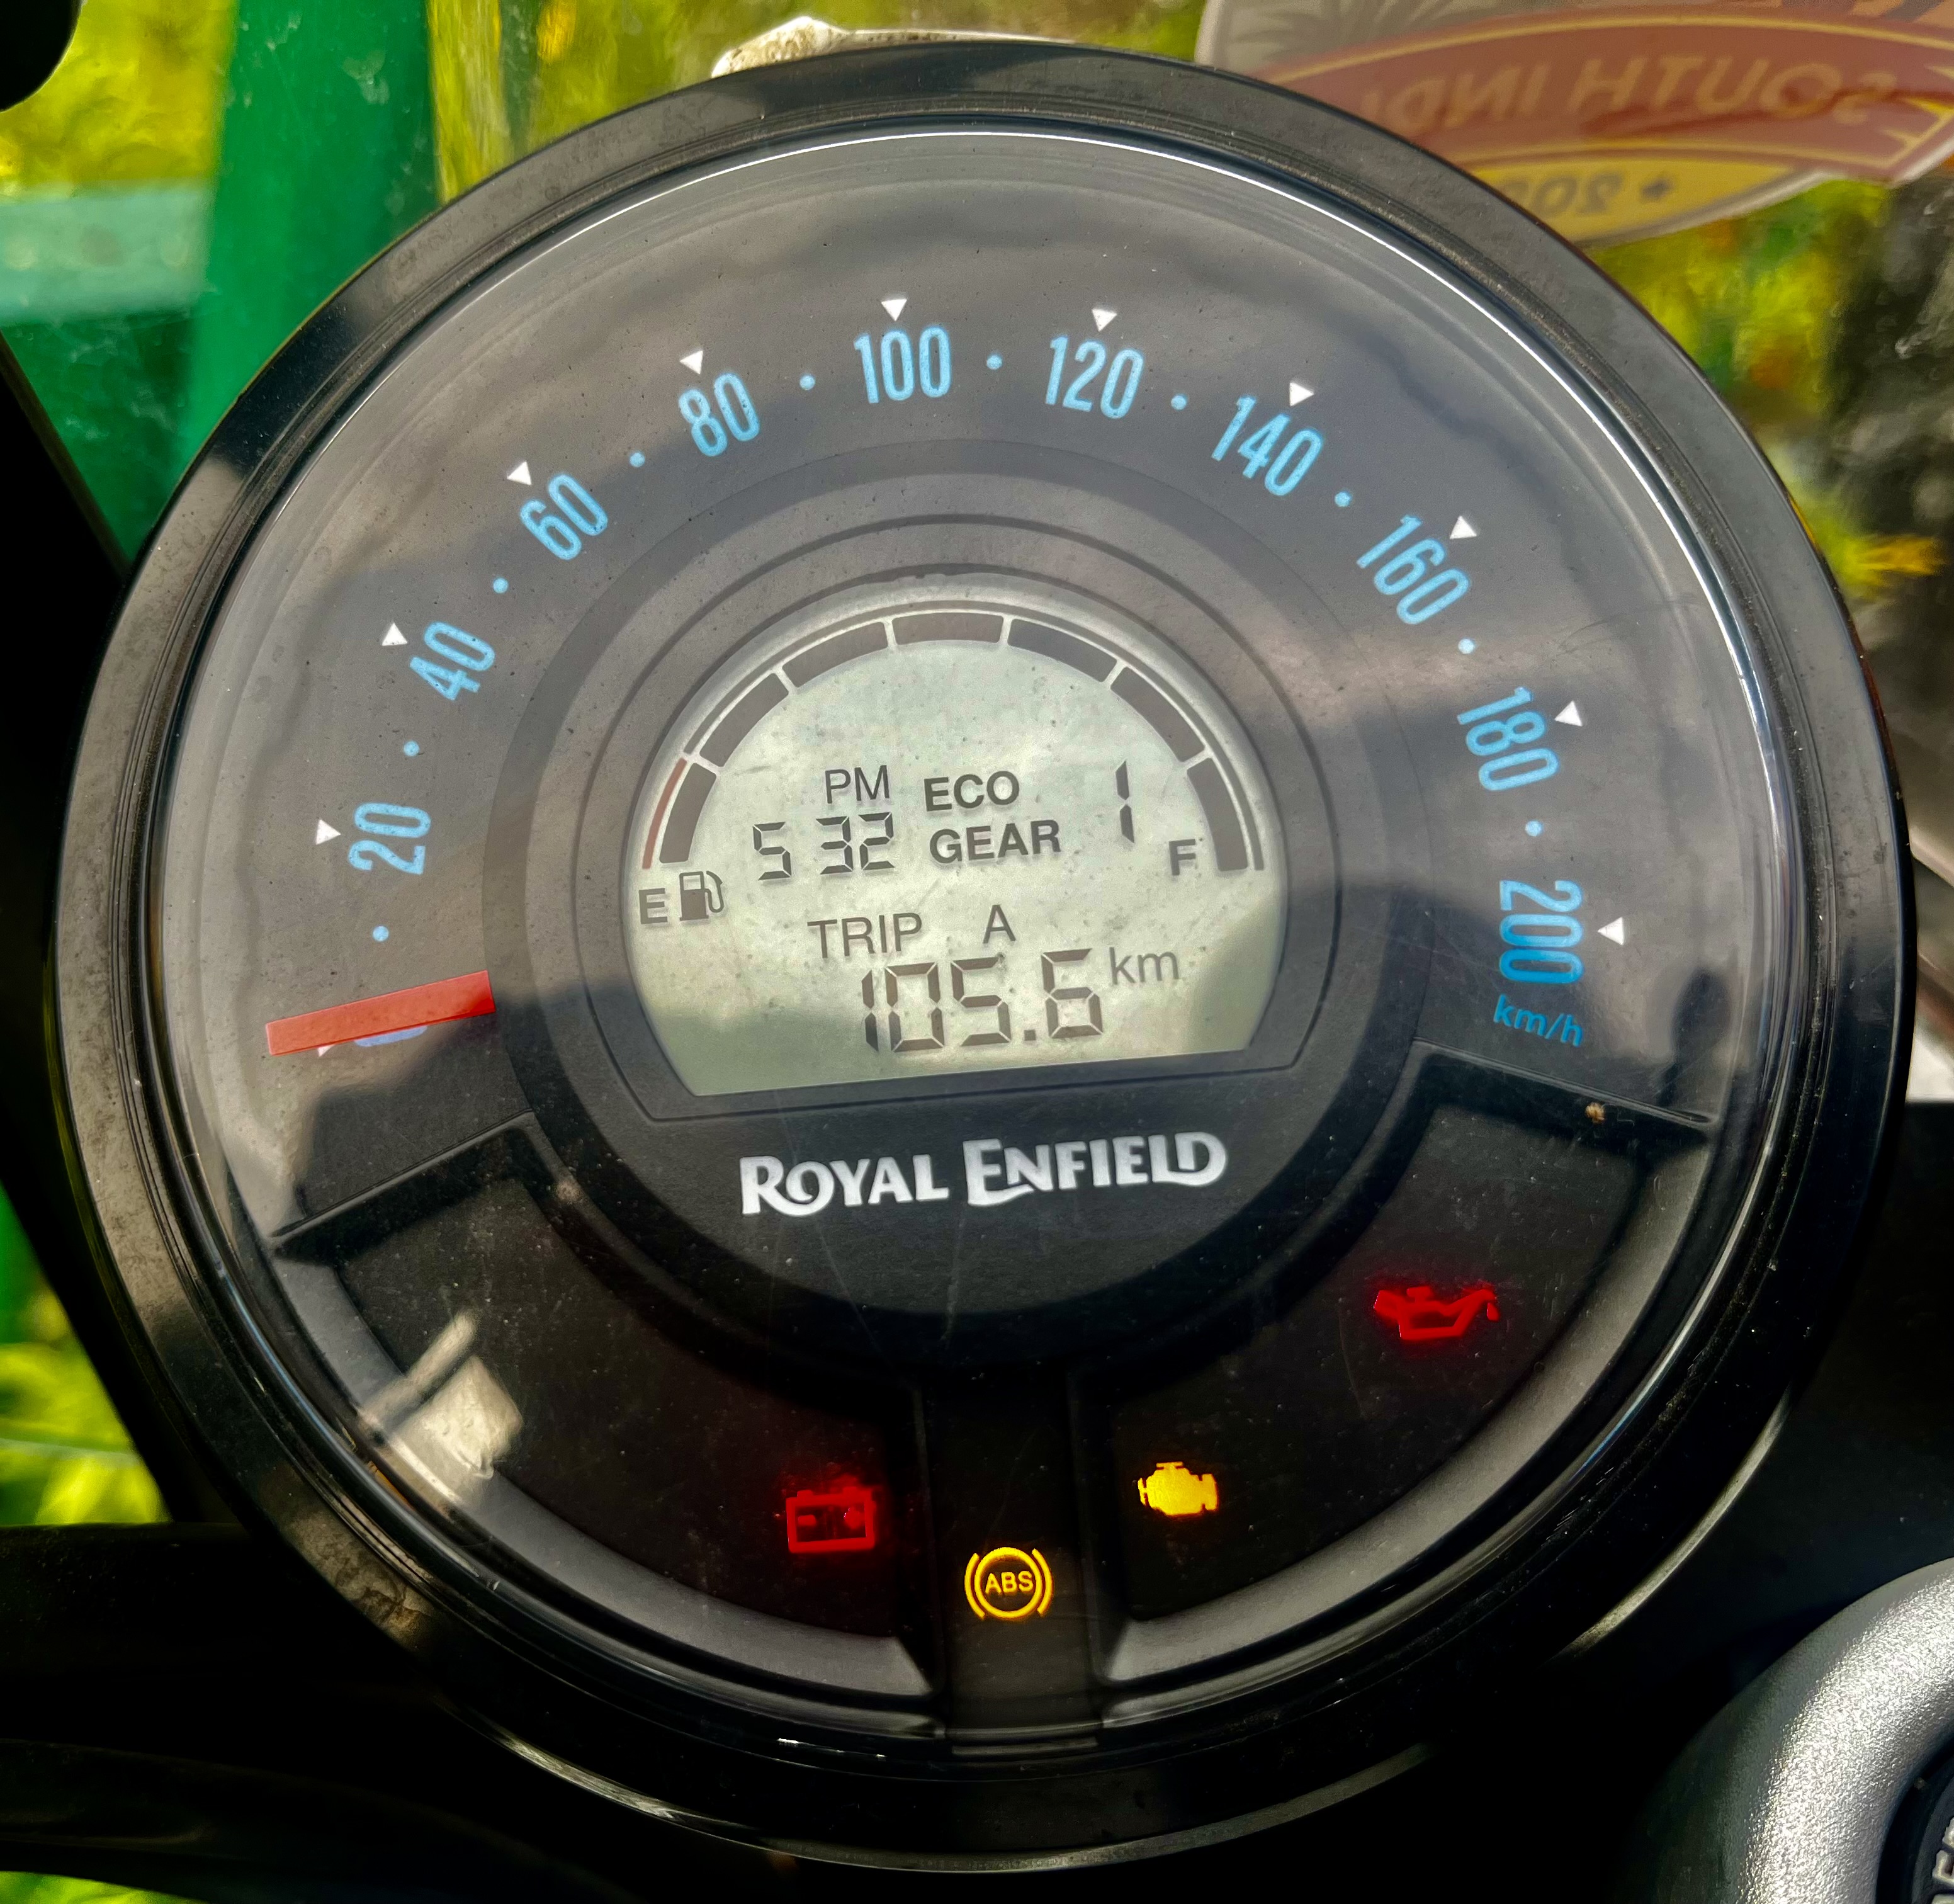 SOUTH INDI
20
40
60
80
100
120
140
160
180
200
km/h
PM ECO 1
5 32 GEAR
E F
TRIP A
105.6 km
ROYAL ENFIELD
ABS